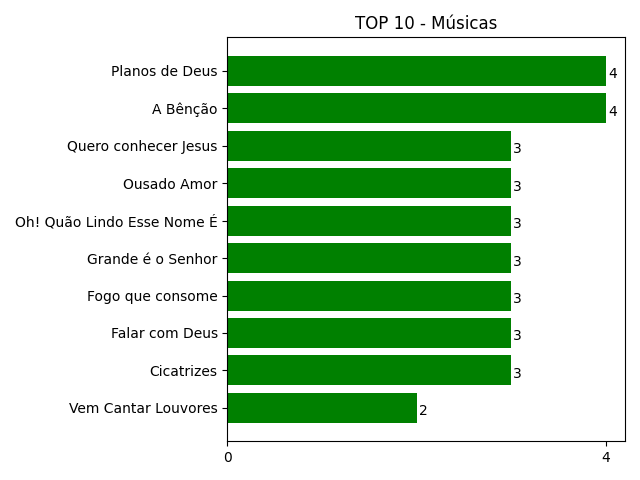 TOP 10 - Músicas
Planos de Deus 4
A Bênção 4
Quero conhecer Jesus 3
Ousado Amor 3
Oh! Quão Lindo Esse Nome É 3
Grande é o Senhor 3
Fogo que consome 3
Falar com Deus 3
Cicatrizes 3
Vem Cantar Louvores 2
0 4